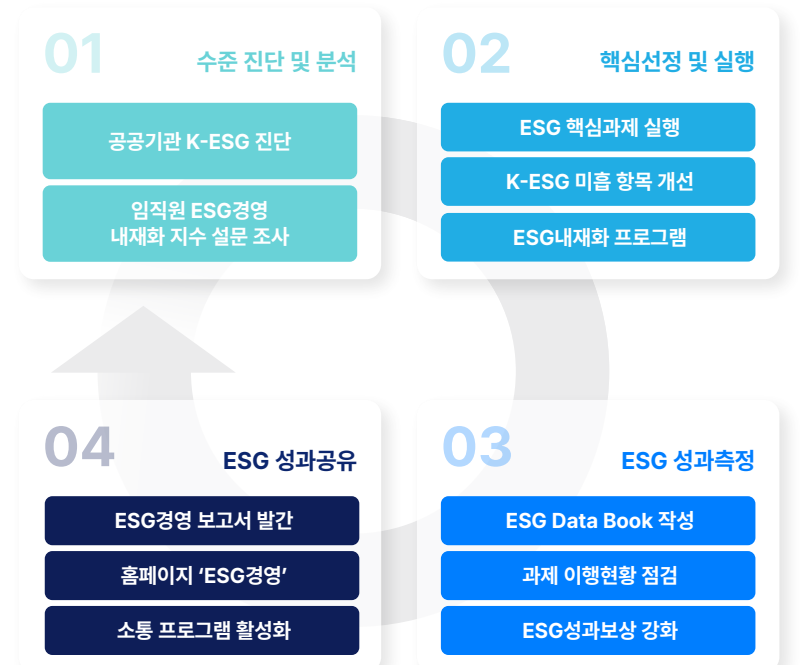 01
수준 진단 및 분석
공공기관 K-ESG 진단
임직원 ESG경영
내재화 지수 설문 조사
02
핵심선정 및 실행
ESG 핵심과제 실행
K-ESG 미흡 항목 개선
ESG내재화 프로그램
04
ESG 성과공유
ESG경영 보고서 발간
홈페이지 ‘ESG경영’
소통 프로그램 활성화
03
ESG 성과측정
ESG Data Book 작성
과제 이행현황 점검
ESG성과보상 강화